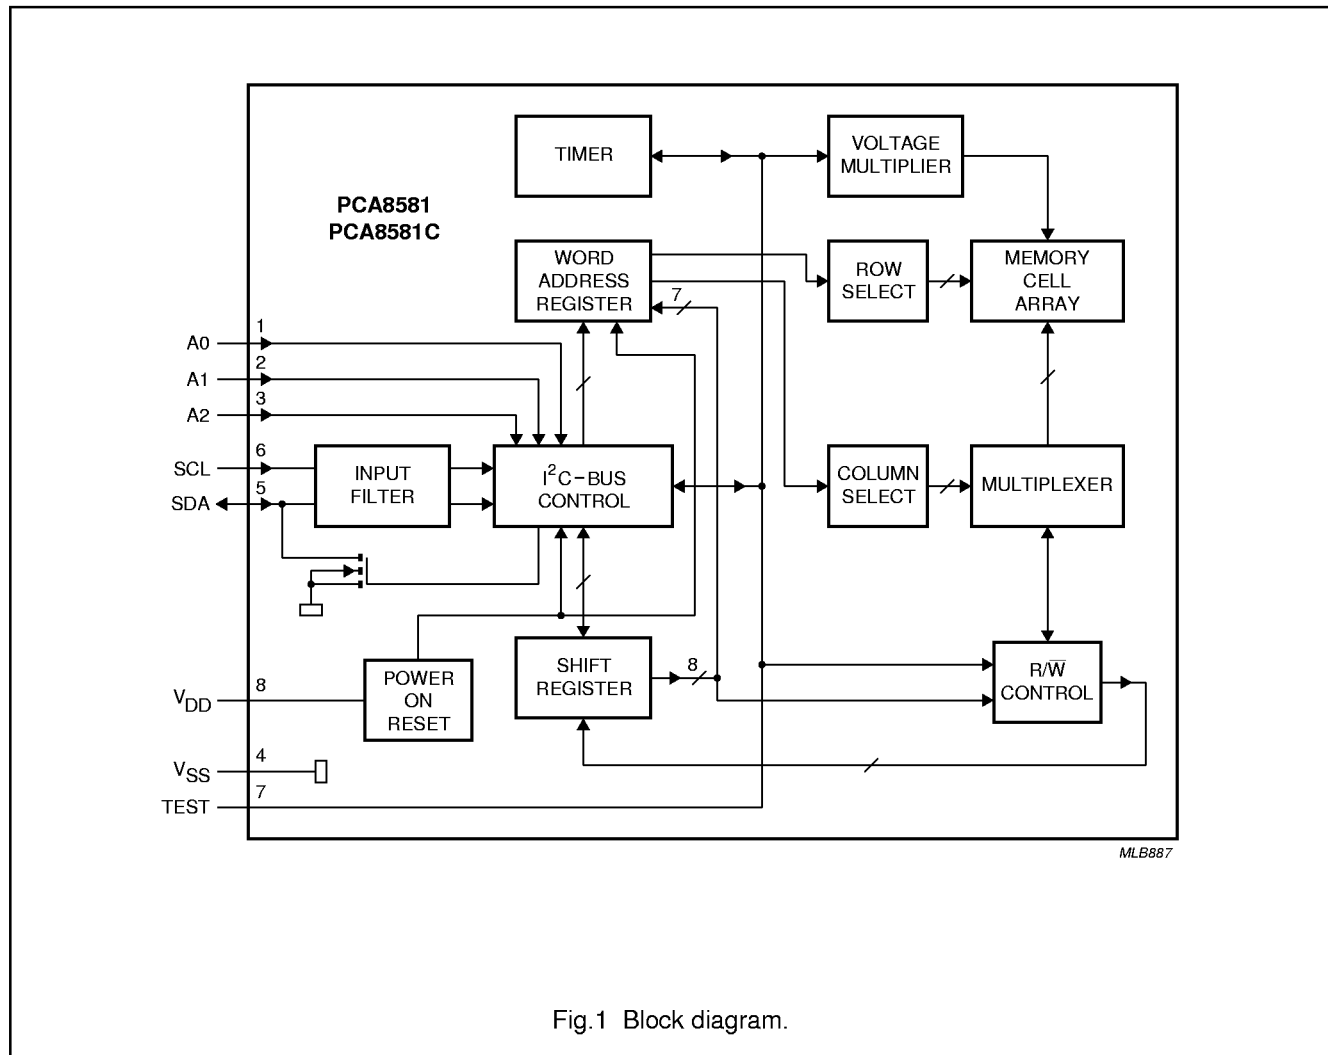 TIMER
VOLTAGE
MULTIPLIER
PCA8581
PCA8581C
WORD
ADDRESS
REGISTER
7
ROW
SELECT
MEMORY
CELL
ARRAY
A0
1
A1
2
A2
3
SCL
6
SDA
5
INPUT
FILTER
I²C−BUS
CONTROL
COLUMN
SELECT
MULTIPLEXER
POWER
ON
RESET
SHIFT
REGISTER
8
R/W̅
CONTROL
VDD
8
VSS
4
TEST
7
MLB887
Fig.1 Block diagram.